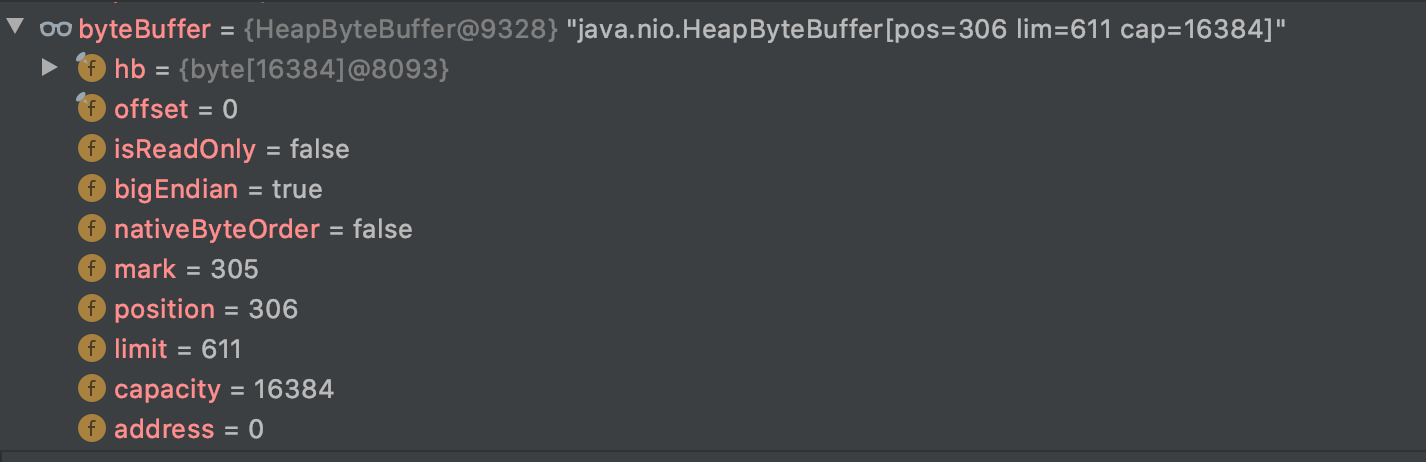 byteBuffer = {HeapByteBuffer@9328} "java.nio.HeapByteBuffer[pos=306 lim=611 cap=16384]"
f hb = {byte[16384]@8093}
f offset = 0
f isReadOnly = false
f bigEndian = true
f nativeByteOrder = false
f mark = 305
f position = 306
f limit = 611
f capacity = 16384
f address = 0